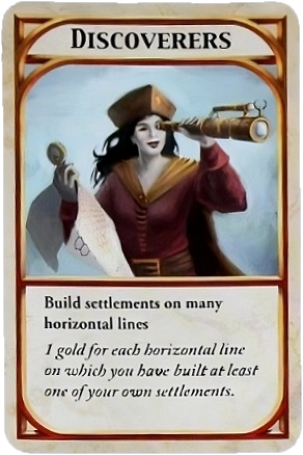 DISCOVERERS
Build settlements on many
horizontal lines
1 gold for each horizontal line
on which you have built at least
one of your own settlements.